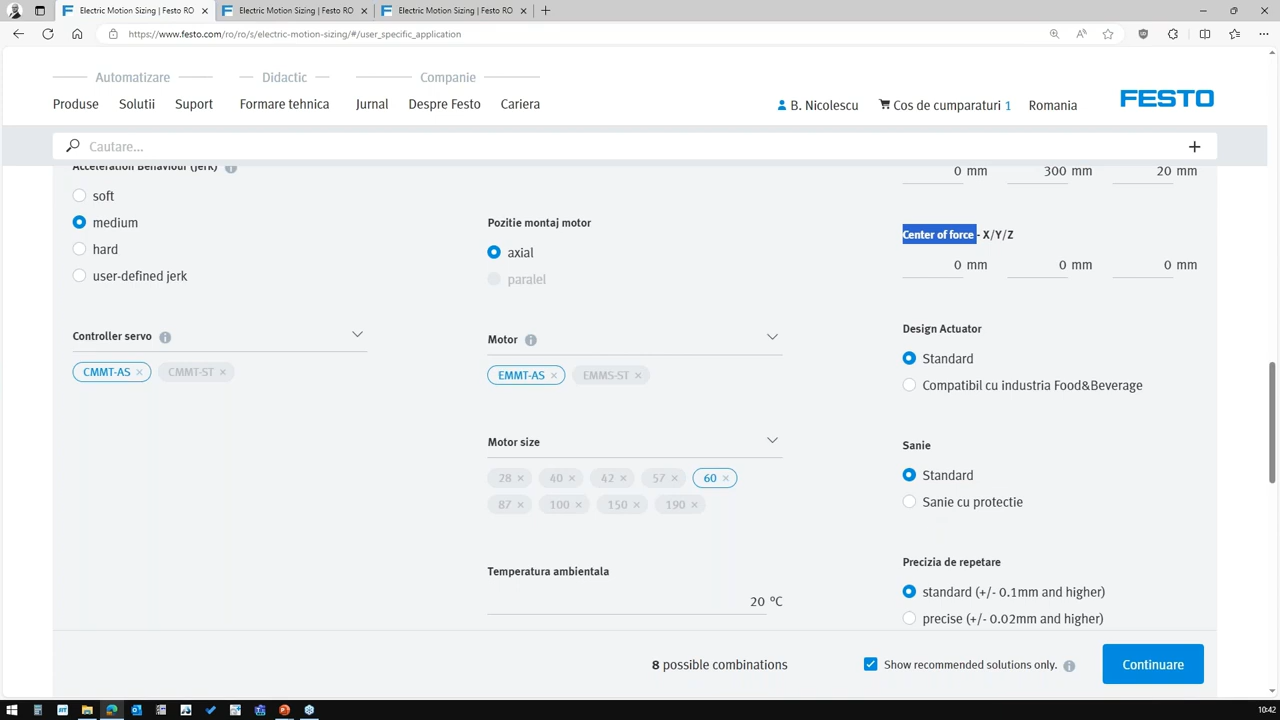 Electric Motion Sizing | Festo RO
Electric Motion Sizing | Festo RO
Electric Motion Sizing | Festo RO
https://www.festo.com/ro/ro/s/electric-motion-sizing/#/user_specific_application
Automatizare
Didactic
Companie
Produse
Solutii
Suport
Formare tehnica
Jurnal
Despre Festo
Cariera
B. Nicolescu
Cos de cumparaturi 1
Romania
FESTO
Cautare...
Acceleration Behaviour (Jerk)
soft
medium
hard
user-defined jerk
Controller servo
CMMT-AS
CMMT-ST
Pozitie montaj motor
axial
paralel
Motor
EMMT-AS
EMMS-ST
Motor size
28 40 42 57 60
87 100 150 190
Temperatura ambientala
20 °C
0 mm 300 mm 20 mm
Center of force - X/Y/Z
0 mm 0 mm 0 mm
Design Actuator
Standard
Compatibil cu industria Food&Beverage
Sanie
Standard
Sanie cu protectie
Precizia de repetare
standard (+/- 0.1mm and higher)
precise (+/- 0.02mm and higher)
8 possible combinations
Show recommended solutions only.
Continuare
10:42